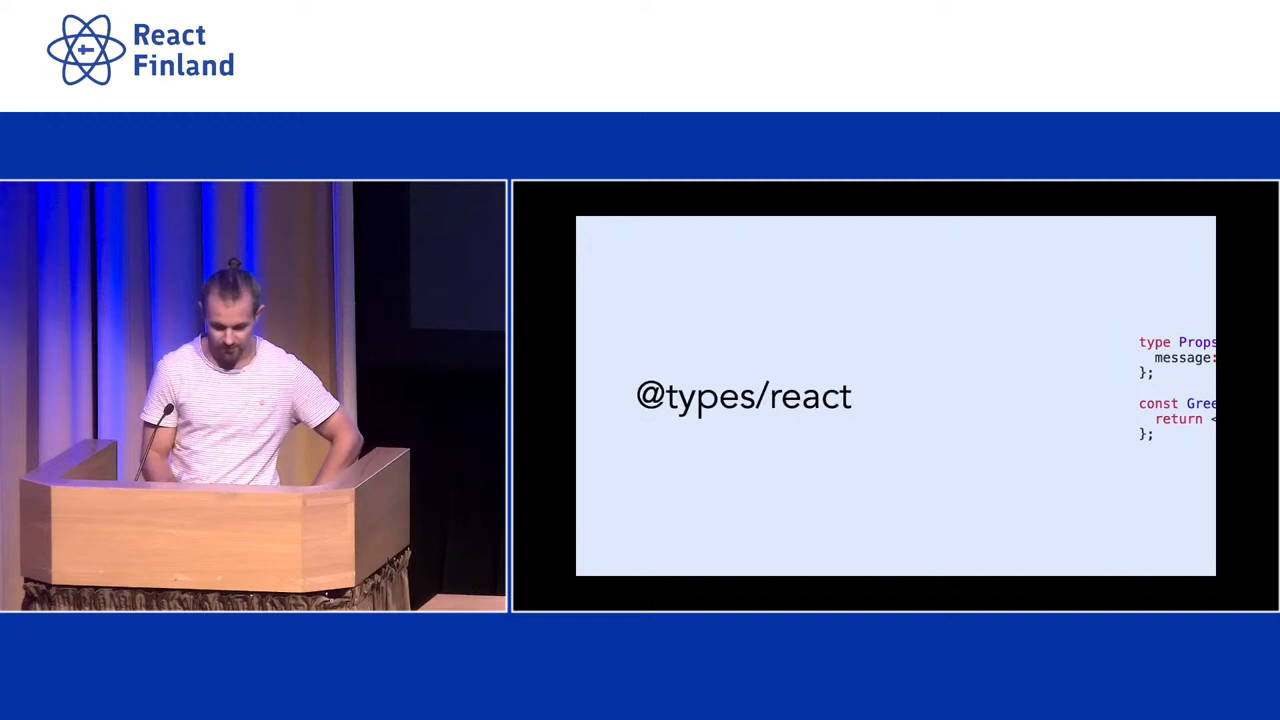 React
Finland
@types/react
type Props
message:
};
const Gree
return <
};